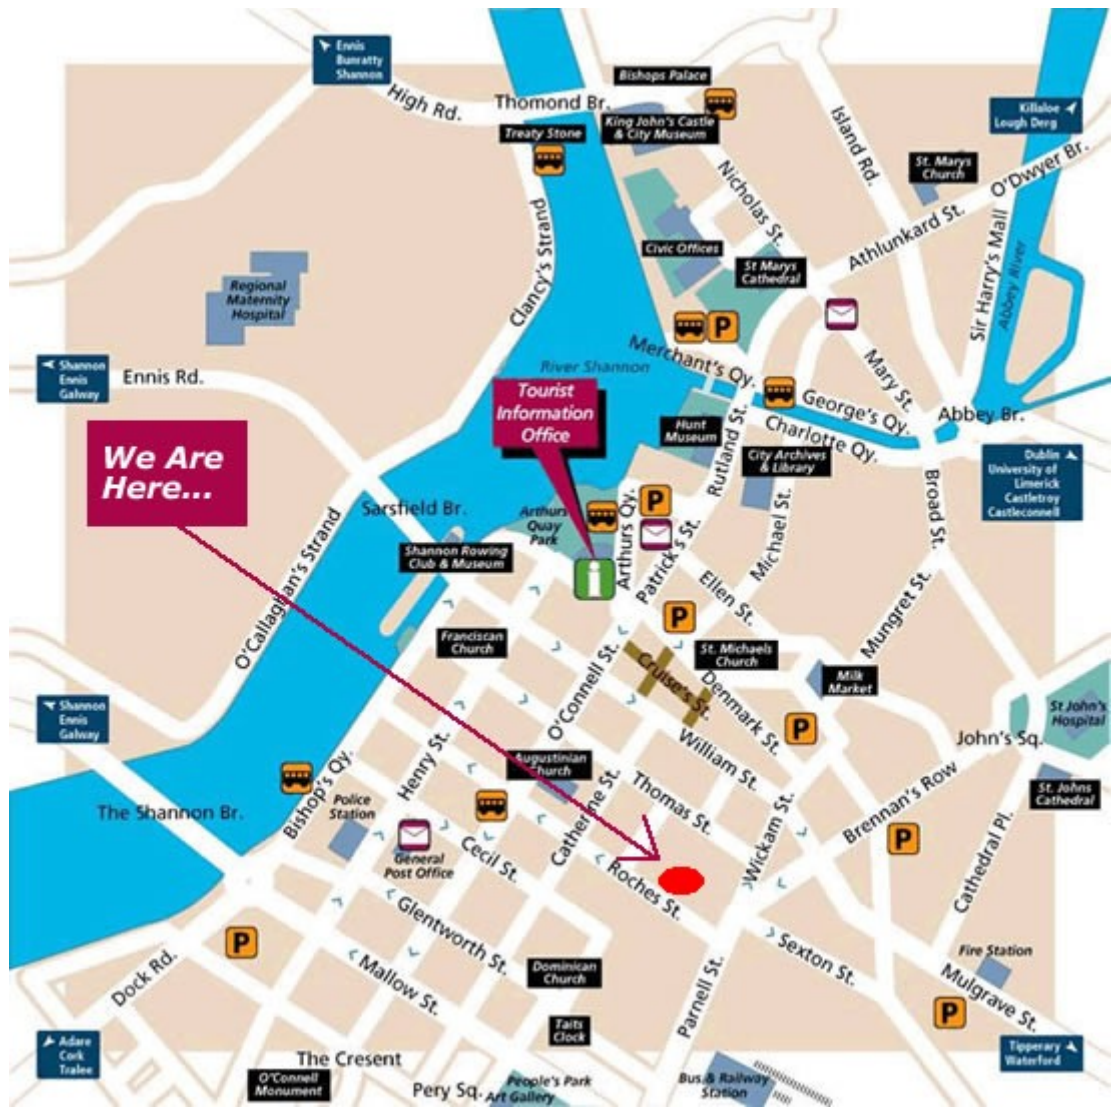 Ennis
Bunratty
Shannon
High Rd.
Thomond Br.
Bishops Palace
Treaty Stone
King John's Castle
& City Museum
Island Rd.
Killaloe
Lough Derg
St. Marys
Church
O'Dwyer Br.
Nicholas St.
Athlunkard St.
Sir Harry's Mall
Abbey River
Civic Offices
St Marys
Cathedral
Clancy's Strand
Regional
Maternity
Hospital
P
Merchant's Qy.
River Shannon
Mary St.
Shannon
Ennis
Galway
Ennis Rd.
Tourist
Information
Office
George's Qy.
Charlotte Qy.
Abbey Br.
Hunt
Museum
Rutland St.
City Archives
& Library
Dublin
University of
Limerick
Castletroy
Castleconnell
We Are
Here...
Sarsfield Br.
Arthurs
Quay
Park
Arthurs Qy.
P
Patrick's St.
Michael St.
Broad St.
Shannon Rowing
Club & Museum
i
Ellen St.
P
Mungret St.
O'Callaghan's Strand
Franciscan
Church
St. Michaels
Church
Cruise's St.
Denmark St.
Milk
Market
O'Connell St.
St John's
Hospital
Shannon
Ennis
Galway
P
John's Sq.
William St.
Henry St.
Augustinian
Church
Thomas St.
Bishop's Qy.
Police
Station
The Shannon Br.
Catherine St.
Wickam St.
Brennan's Row
St. Johns
Cathedral
P
Cathedral Pl.
General
Post Office
Cecil St.
Roches St.
Glentworth St.
P
Mallow St.
Dock Rd.
Dominican
Church
Sexton St.
Fire Station
Mulgrave St.
P
Parnell St.
Taits
Clock
Adare
Cork
Tralee
The Cresent
O'Connell
Monument
Pery Sq.
People's Park
Art Gallery
Bus & Railway
Station
Tipperary
Waterford